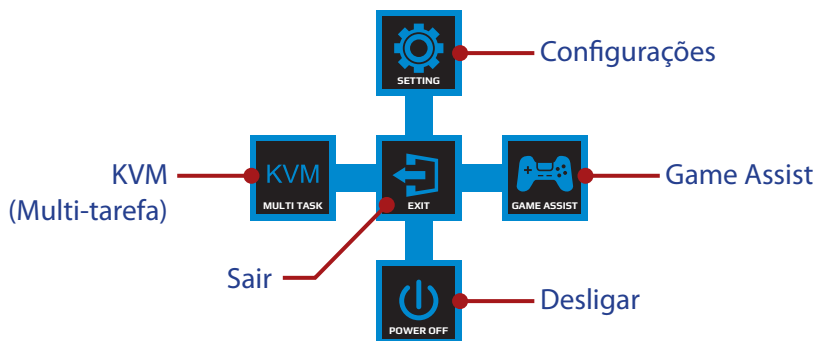 SETTING
Configurações
KVM
(Multi-tarefa)
KVM
MULTI TASK
EXIT
GAME ASSIST
Game Assist
Sair
POWER OFF
Desligar